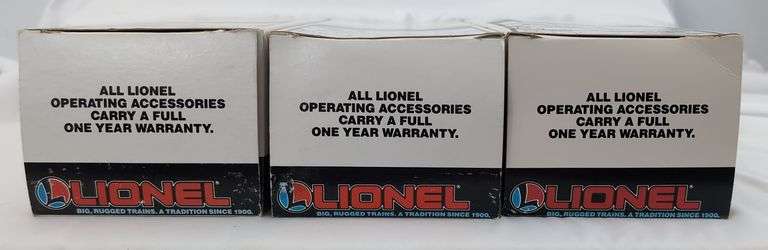 ALL LIONEL
OPERATING ACCESSORIES
CARRY A FULL
ONE YEAR WARRANTY.
LIONEL®
BIG, RUGGED TRAINS. A TRADITION SINCE 1900.
ALL LIONEL
OPERATING ACCESSORIES
CARRY A FULL
ONE YEAR WARRANTY.
LIONEL®
BIG, RUGGED TRAINS. A TRADITION SINCE 1900.
ALL LIONEL
OPERATING ACCESSORIES
CARRY A FULL
ONE YEAR WARRANTY.
LIONEL®
BIG, RUGGED TRAINS. A TRADITION SINCE 1900.